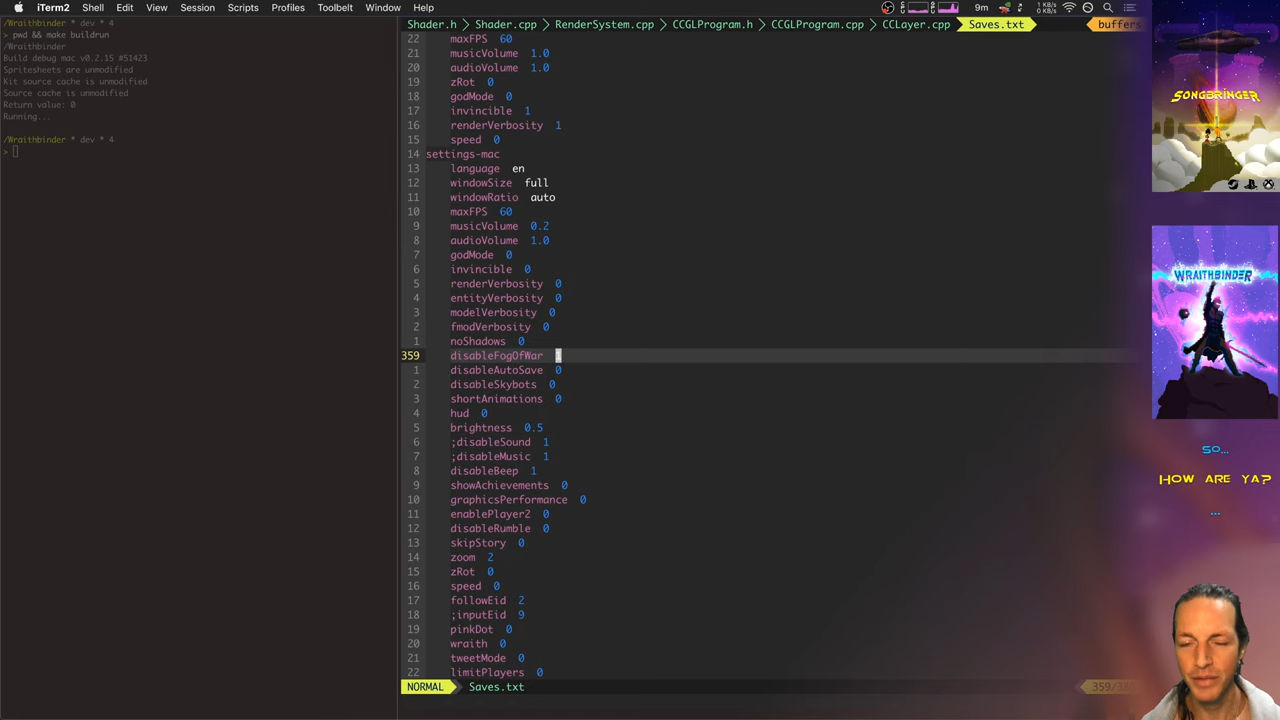 iTerm2 Shell Edit View Session Scripts Profiles Toolbelt Window Help
9m
1 KB/s
0 KB/s
/Wraithbinder * dev * 4
> pwd && make buildrun
/Wraithbinder
Build debug mac v0.2.15 #51423
Spritesheets are unmodified
Kit source cache is unmodified
Source cache is unmodified
Return value: 0
Running...
/Wraithbinder * dev * 4
>
Shader.h > Shader.cpp > RenderSystem.cpp > CCGLProgram.h > CCGLProgram.cpp > CCLayer.cpp > Saves.txt
buffers
22 maxFPS 60
21 musicVolume 1.0
20 audioVolume 1.0
19 zRot 0
18 godMode 0
17 invincible 1
16 renderVerbosity 1
15 speed 0
14 settings-mac
13 language en
12 windowSize full
11 windowRatio auto
10 maxFPS 60
9 musicVolume 0.2
8 audioVolume 1.0
7 godMode 0
6 invincible 0
5 renderVerbosity 0
4 entityVerbosity 0
3 modelVerbosity 0
2 fmodVerbosity 0
1 noShadows 0
359 disableFogOfWar 1
1 disableAutoSave 0
2 disableSkybots 0
3 shortAnimations 0
4 hud 0
5 brightness 0.5
6 ;disableSound 1
7 ;disableMusic 1
8 disableBeep 1
9 showAchievements 0
10 graphicsPerformance 0
11 enablePlayer2 0
12 disableRumble 0
13 skipStory 0
14 zoom 2
15 zRot 0
16 speed 0
17 followEid 2
18 ;inputEid 9
19 pinkDot 0
20 wraith 0
21 tweetMode 0
22 limitPlayers 0
NORMAL Saves.txt
SONGBRINGER
WRAITHBINDER
SO...
HOW ARE YA?
...